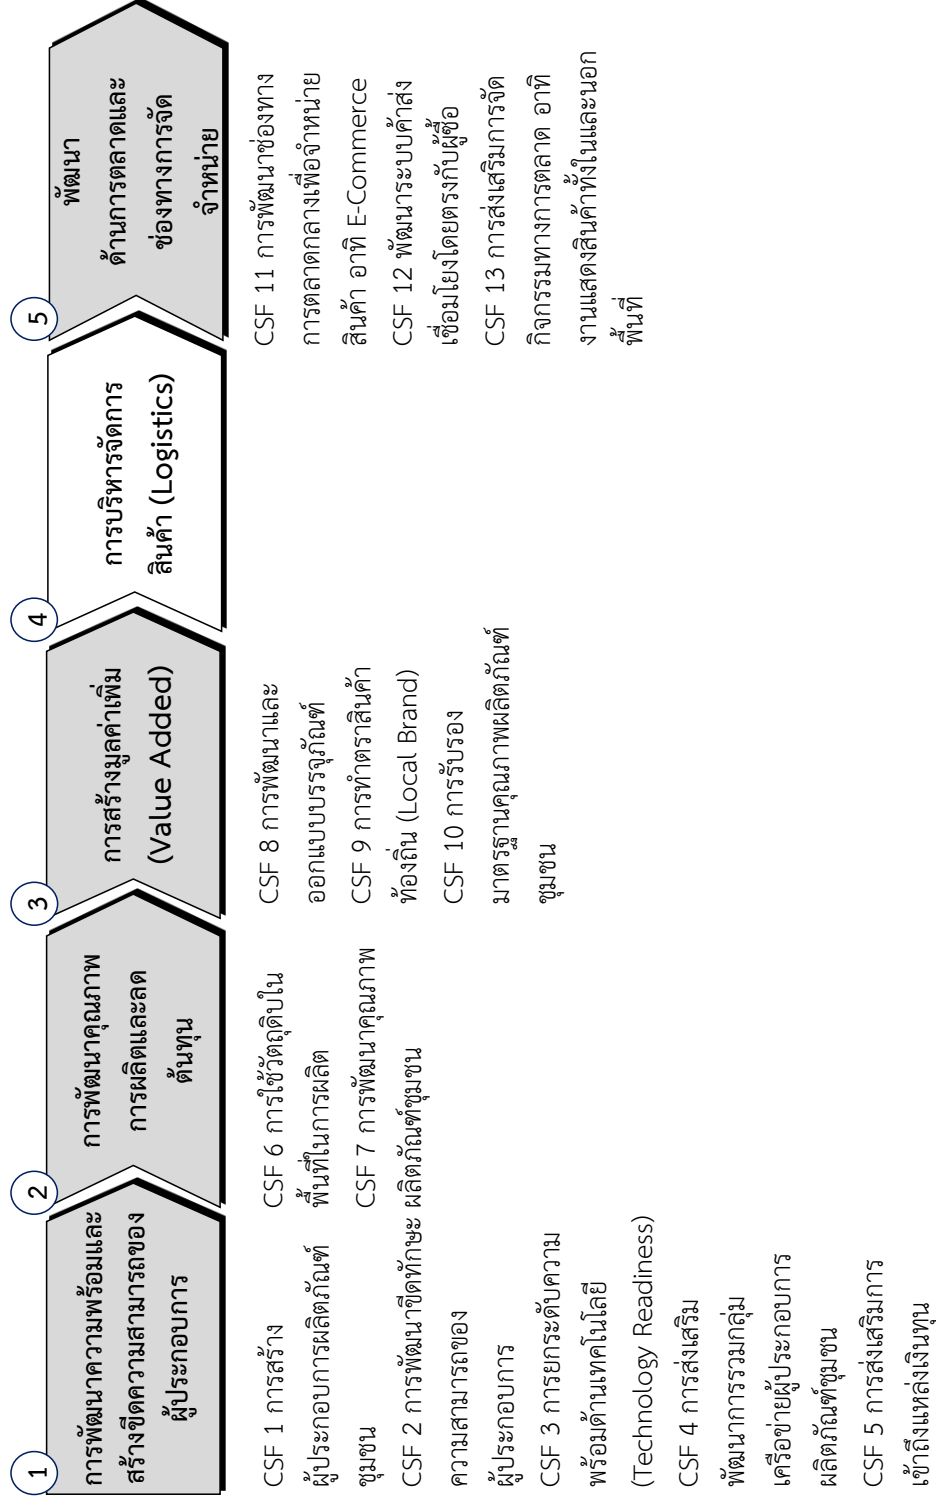 1
การพัฒนาความพร้อมและ
สร้างขีดความสามารถของ
ผู้ประกอบการ
CSF 1 การสร้าง
ผู้ประกอบการผลิตภัณฑ์
ชุมชน
CSF 2 การพัฒนาขีดทักษะ
ความสามารถของ
ผู้ประกอบการ
CSF 3 การยกระดับความ
พร้อมด้านเทคโนโลยี
(Technology Readiness)
CSF 4 การส่งเสริม
พัฒนาการรวมกลุ่ม
เครือข่ายผู้ประกอบการ
ผลิตภัณฑ์ชุมชน
CSF 5 การส่งเสริมการ
เข้าถึงแหล่งเงินทุน
2
การพัฒนาคุณภาพ
การผลิตและลด
ต้นทุน
CSF 6 การใช้วัตถุดิบใน
พื้นที่ในการผลิต
CSF 7 การพัฒนาคุณภาพ
ผลิตภัณฑ์ชุมชน
3
การสร้างมูลค่าเพิ่ม
(Value Added)
CSF 8 การพัฒนาและ
ออกแบบบรรจุภัณฑ์
CSF 9 การทำตราสินค้า
ท้องถิ่น (Local Brand)
CSF 10 การรับรอง
มาตรฐานคุณภาพผลิตภัณฑ์
ชุมชน
4
การบริหารจัดการ
สินค้า (Logistics)
5
พัฒนา
ด้านการตลาดและ
ช่องทางการจัด
จำหน่าย
CSF 11 การพัฒนาช่องทาง
การตลาดกลางเพื่อจำหน่าย
สินค้า อาทิ E-Commerce
CSF 12 พัฒนาระบบค้าส่ง
เชื่อมโยงโดยตรงกับผู้ซื้อ
CSF 13 การส่งเสริมการจัด
กิจกรรมทางการตลาด อาทิ
งานแสดงสินค้าทั้งในและนอก
พื้นที่